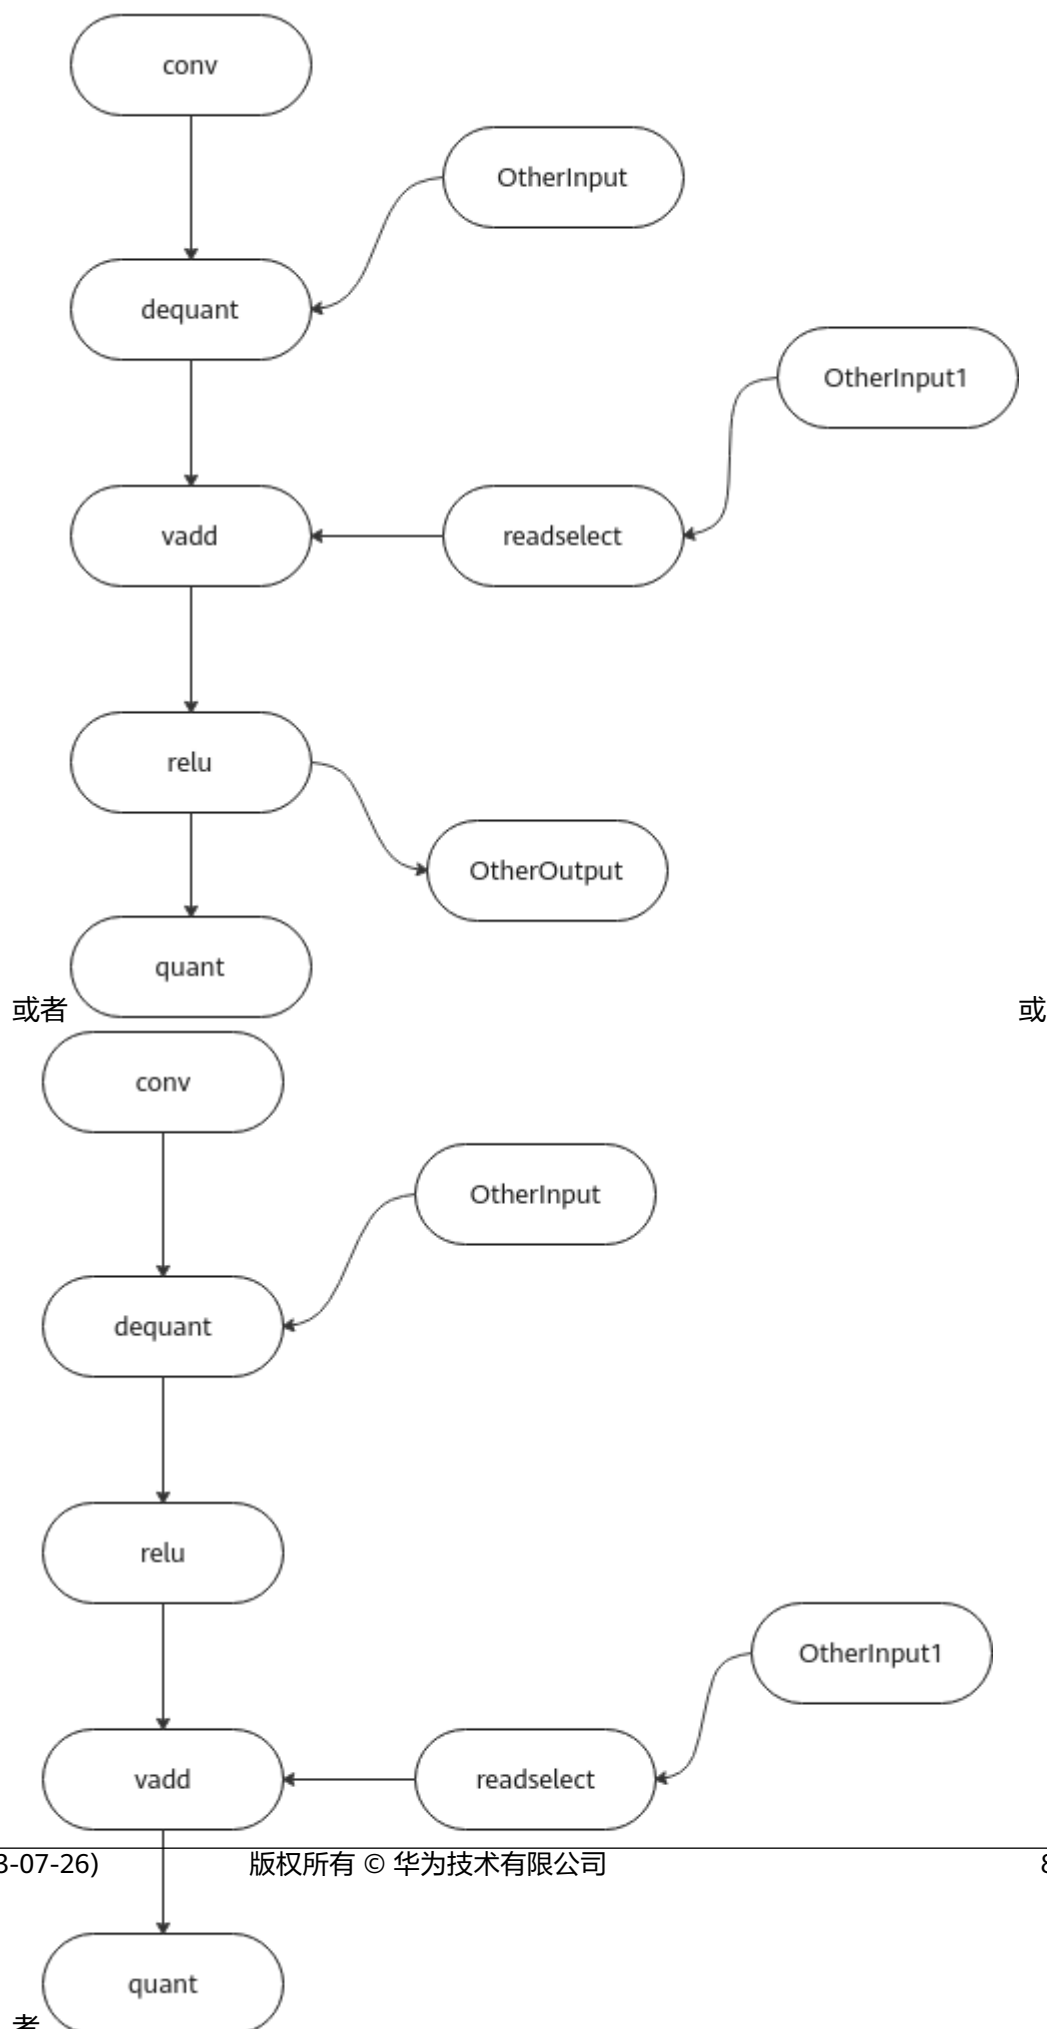 conv
OtherInput
dequant
OtherInput1
vadd
readselect
relu
OtherOutput
quant
或者
或
conv
OtherInput
dequant
relu
OtherInput1
vadd
readselect
3-07-26)
版权所有 © 华为技术有限公司
quant
者